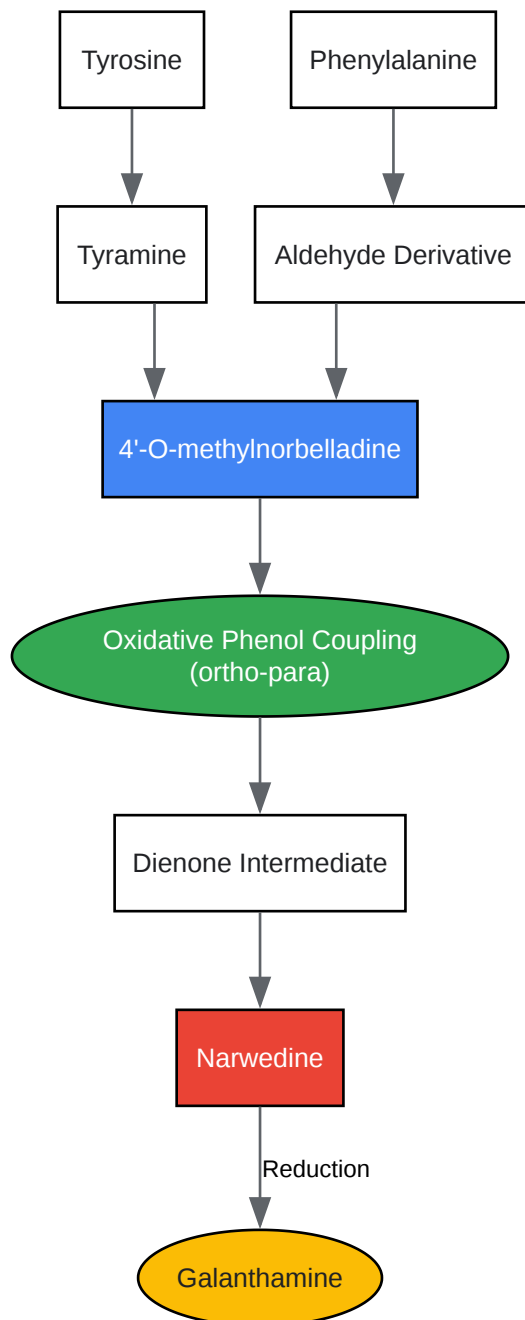 Tyrosine
Phenylalanine
Tyramine
Aldehyde Derivative
4'-O-methylnorbelladine
Oxidative Phenol Coupling
(ortho-para)
Dienone Intermediate
Narwedine
Reduction
Galanthamine